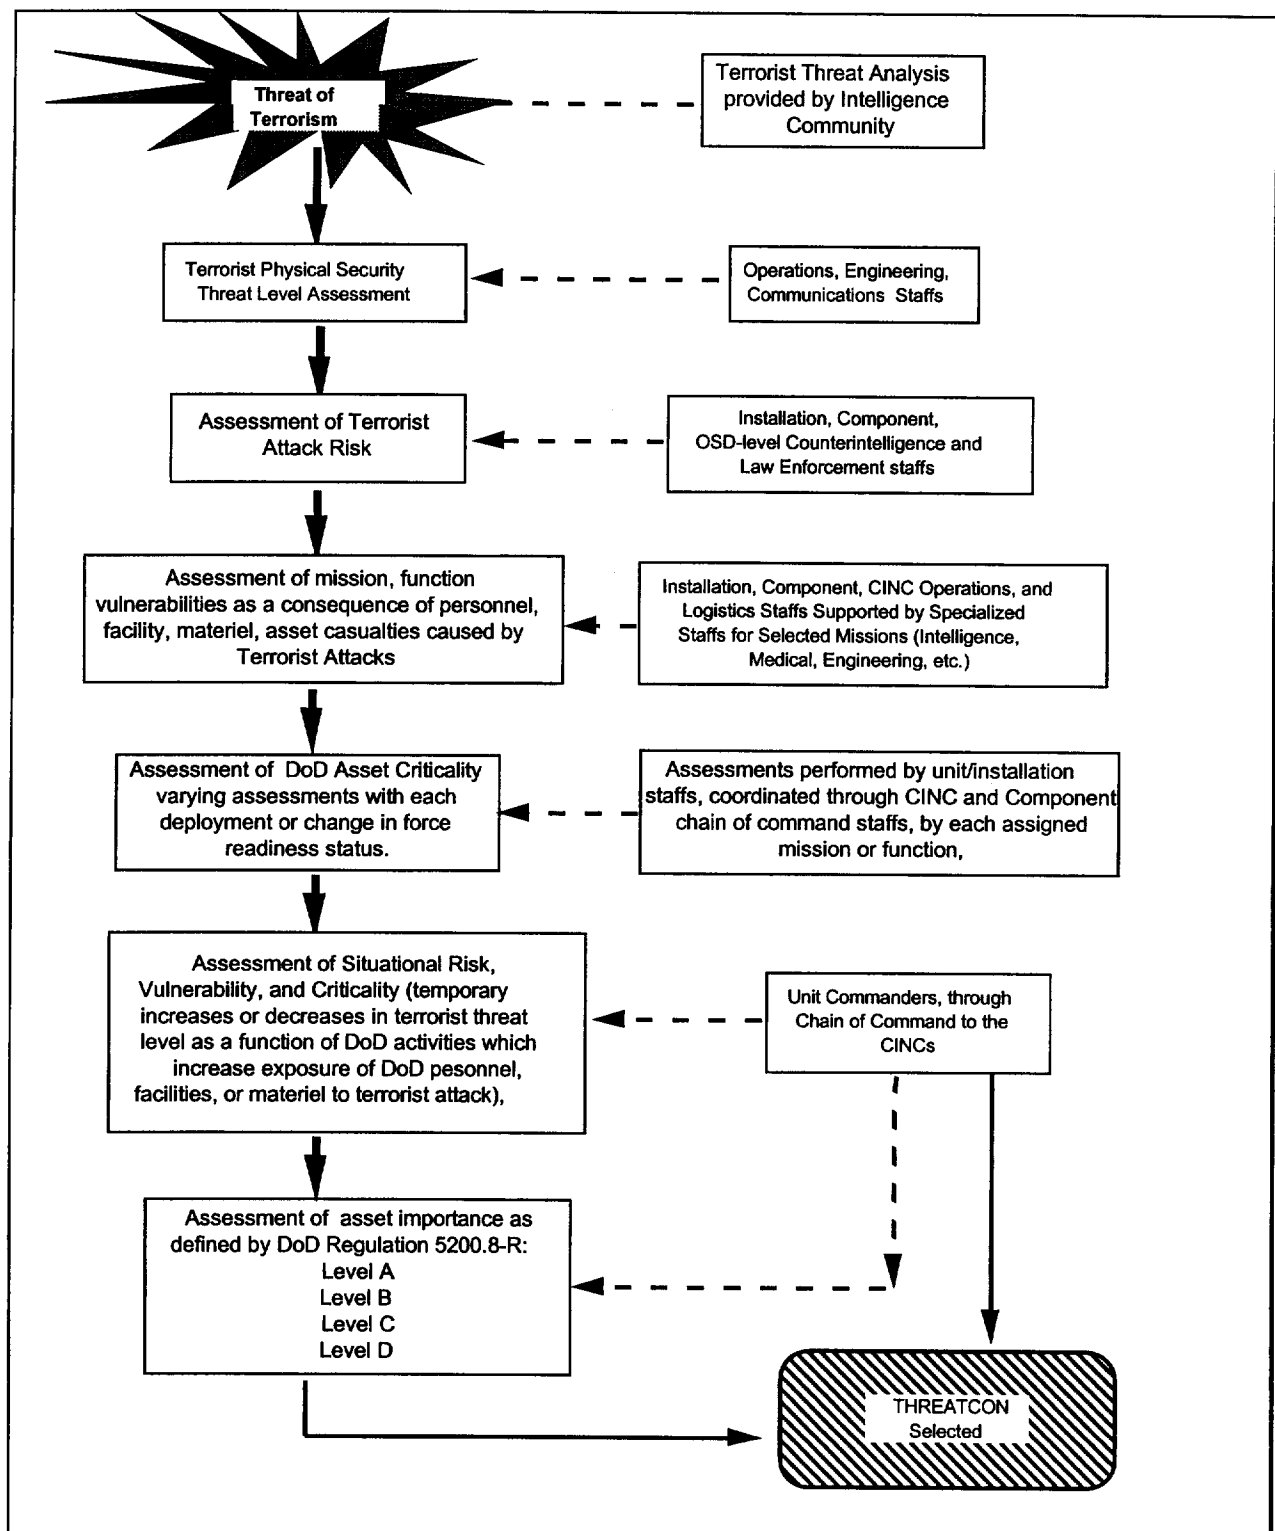 Threat of
Terrorism
Terrorist Threat Analysis
provided by Intelligence
Community
Terrorist Physical Security
Threat Level Assessment
Operations, Engineering,
Communications Staffs
Assessment of Terrorist
Attack Risk
Installation, Component,
OSD-level Counterintelligence and
Law Enforcement staffs
Assessment of mission, function
vulnerabilities as a consequence of personnel,
facility, materiel, asset casualties caused by
Terrorist Attacks
Installation, Component, CINC Operations, and
Logistics Staffs Supported by Specialized
Staffs for Selected Missions (Intelligence,
Medical, Engineering, etc.)
Assessment of DoD Asset Criticality
varying assessments with each
deployment or change in force
readiness status.
Assessments performed by unit/installation
staffs, coordinated through CINC and Component
chain of command staffs, by each assigned
mission or function,
Assessment of Situational Risk,
Vulnerability, and Criticality (temporary
increases or decreases in terrorist threat
level as a function of DoD activities which
increase exposure of DoD pesonnel,
facilities, or materiel to terrorist attack),
Unit Commanders, through
Chain of Command to the
CINCs
Assessment of asset importance as
defined by DoD Regulation 5200.8-R:
Level A
Level B
Level C
Level D
THREATCON
Selected